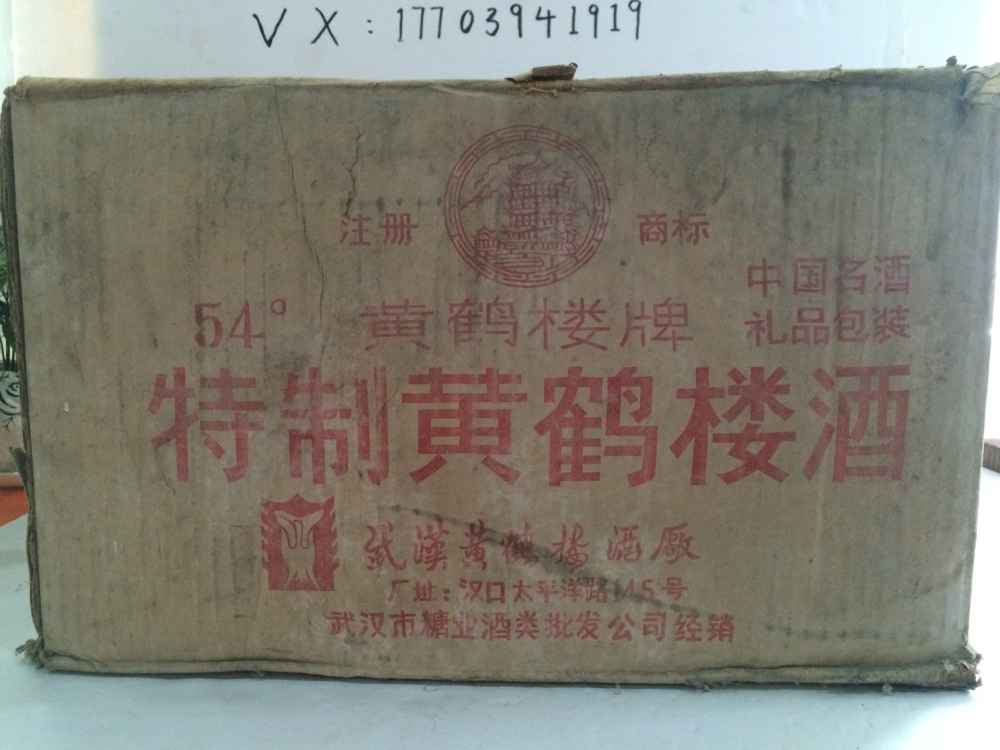 VX:17703941919
注册 商标
中国名酒
54° 黄鹤楼牌 礼品包装
特制黄鹤楼酒
武漢黄鹤楼酒廠
厂址:汉口太平洋路145号
武汉市糖业酒类批发公司经销